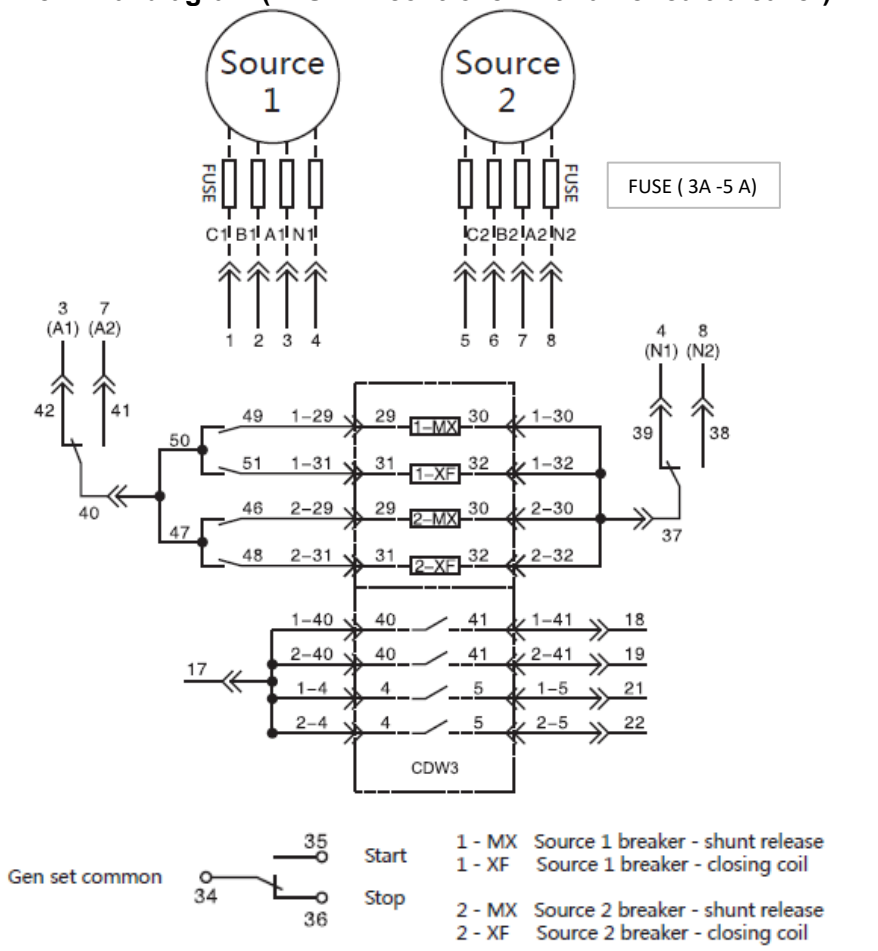 Source 1
Source 2
FUSE
FUSE
FUSE ( 3A -5 A)
C1 B1 A1 N1
C2 B2 A2 N2
1 2 3 4
5 6 7 8
3 7
(A1) (A2)
4 8
(N1) (N2)
42 41
39 38
49 1-29 29 1-MX 30 1-30
50
51 1-31 31 1-XF 32 1-32
40
46 2-29 29 2-MX 30 2-30
37
47
48 2-31 31 2-XF 32 2-32
1-40 40 41 1-41 18
17
2-40 40 41 2-41 19
1-4 4 5 1-5 21
2-4 4 5 2-5 22
CDW3
Gen set common
34
35
Start
36
Stop
1 - MX Source 1 breaker - shunt release
1 - XF Source 1 breaker - closing coil
2 - MX Source 2 breaker - shunt release
2 - XF Source 2 breaker - closing coil